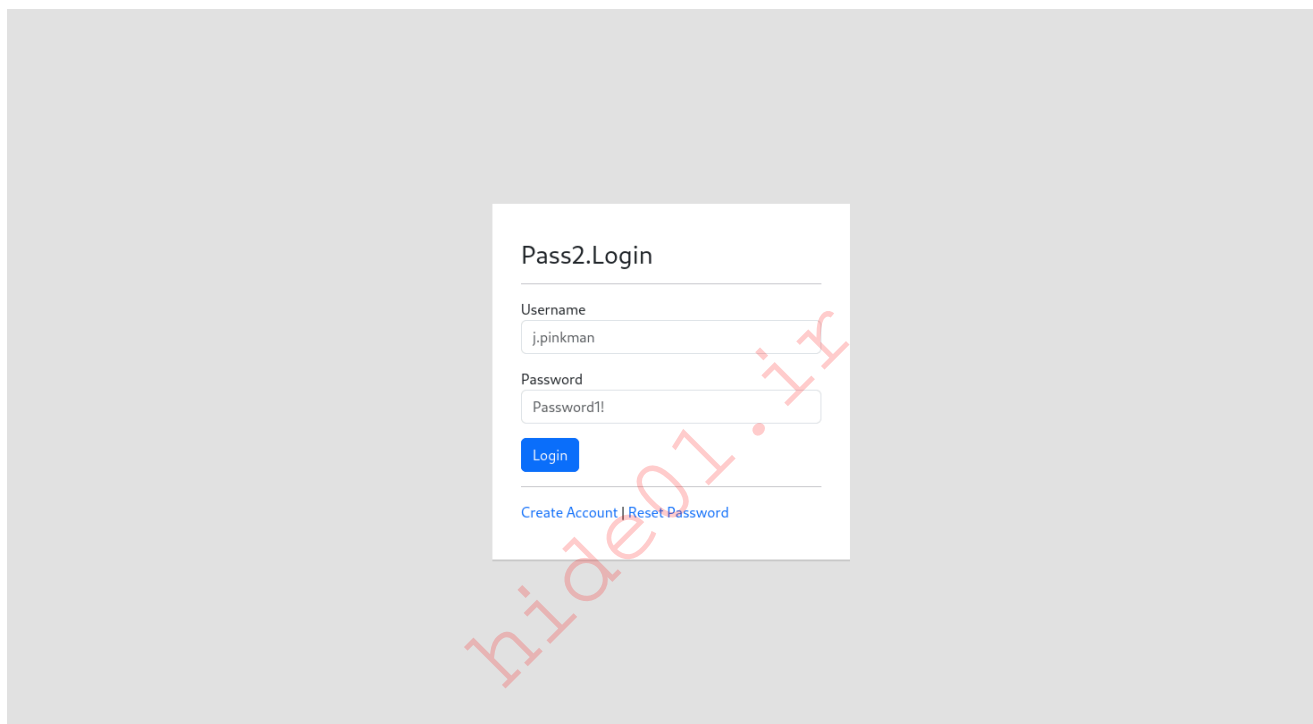 Pass2.Login
Username
j.pinkman
Password
Password1!
Login
Create Account | Reset Password
hide01.ir